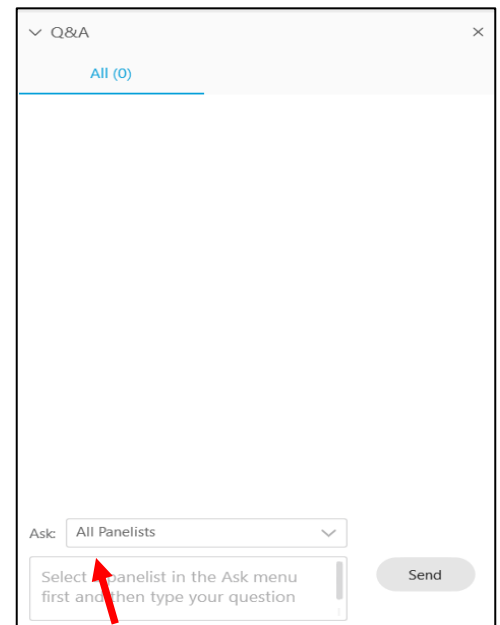 Q&A
All (0)
Ask: All Panelists
Select panelist in the Ask menu
first and then type your question
Send